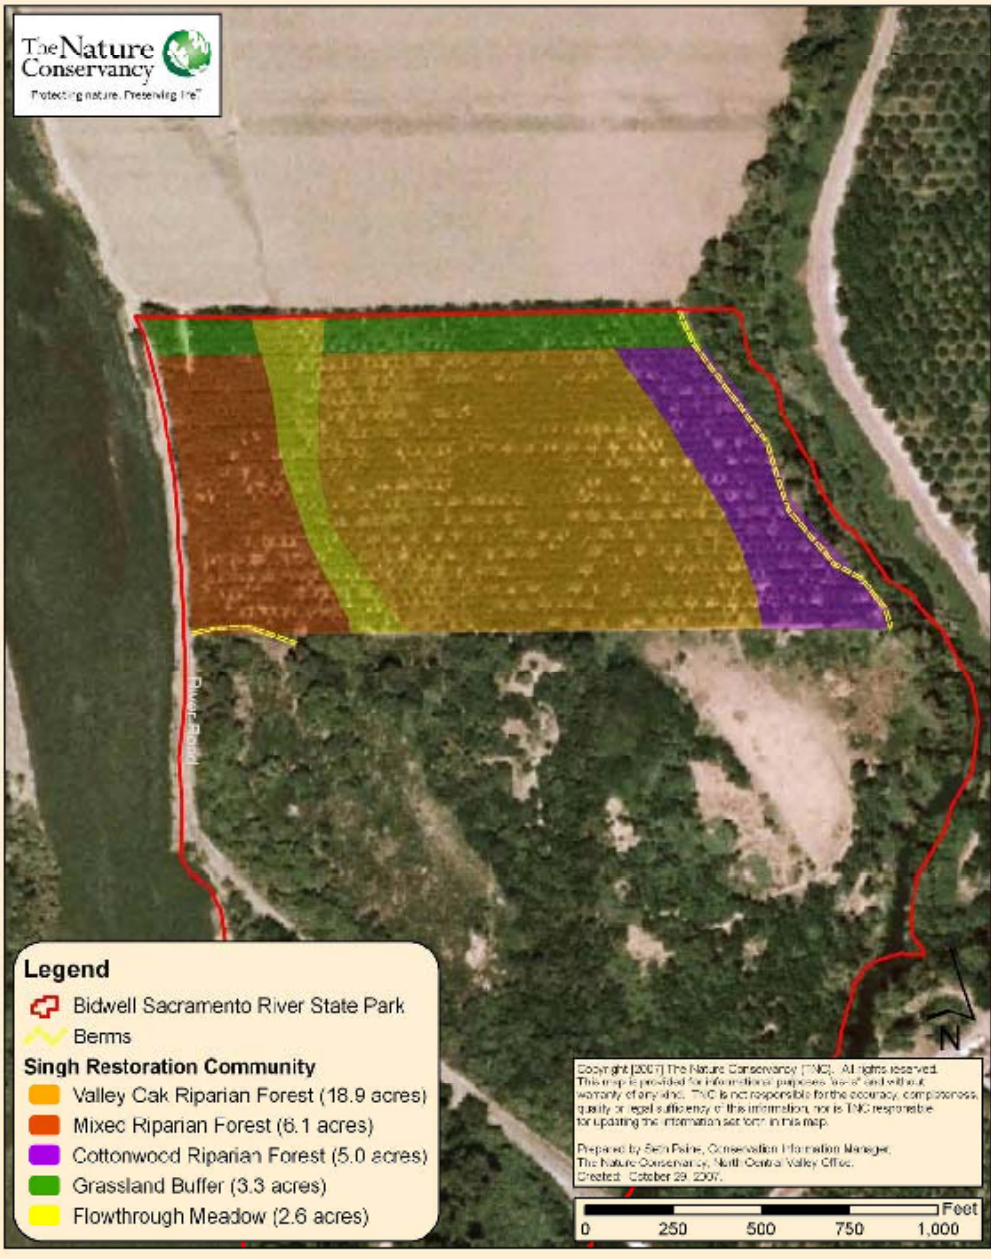 The Nature
Conservancy
Protecting nature. Preserving life.™
River Road
Legend
Bidwell Sacramento River State Park
Berms
Singh Restoration Community
Valley Oak Riparian Forest (18.9 acres)
Mixed Riparian Forest (6.1 acres)
Cottonwood Riparian Forest (5.0 acres)
Grassland Buffer (3.3 acres)
Flowthrough Meadow (2.6 acres)
N
Copyright [2007] The Nature Conservancy (TNC). All rights reserved.
This map is provided for informational purposes "as-is" and without
warranty of any kind. TNC is not responsible for the accuracy, completeness,
quality or legal sufficiency of this information, nor is TNC responsible
for updating the information set forth in this map.
Prepared by Seth Paine, Conservation Information Manager,
The Nature Conservancy, North Central Valley Office.
Created: October 29, 2007.
Feet
0 250 500 750 1,000